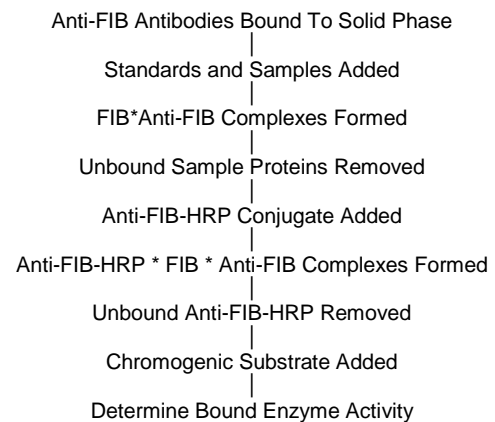 Anti-FIB Antibodies Bound To Solid Phase
Standards and Samples Added
FIB*Anti-FIB Complexes Formed
Unbound Sample Proteins Removed
Anti-FIB-HRP Conjugate Added
Anti-FIB-HRP * FIB * Anti-FIB Complexes Formed
Unbound Anti-FIB-HRP Removed
Chromogenic Substrate Added
Determine Bound Enzyme Activity